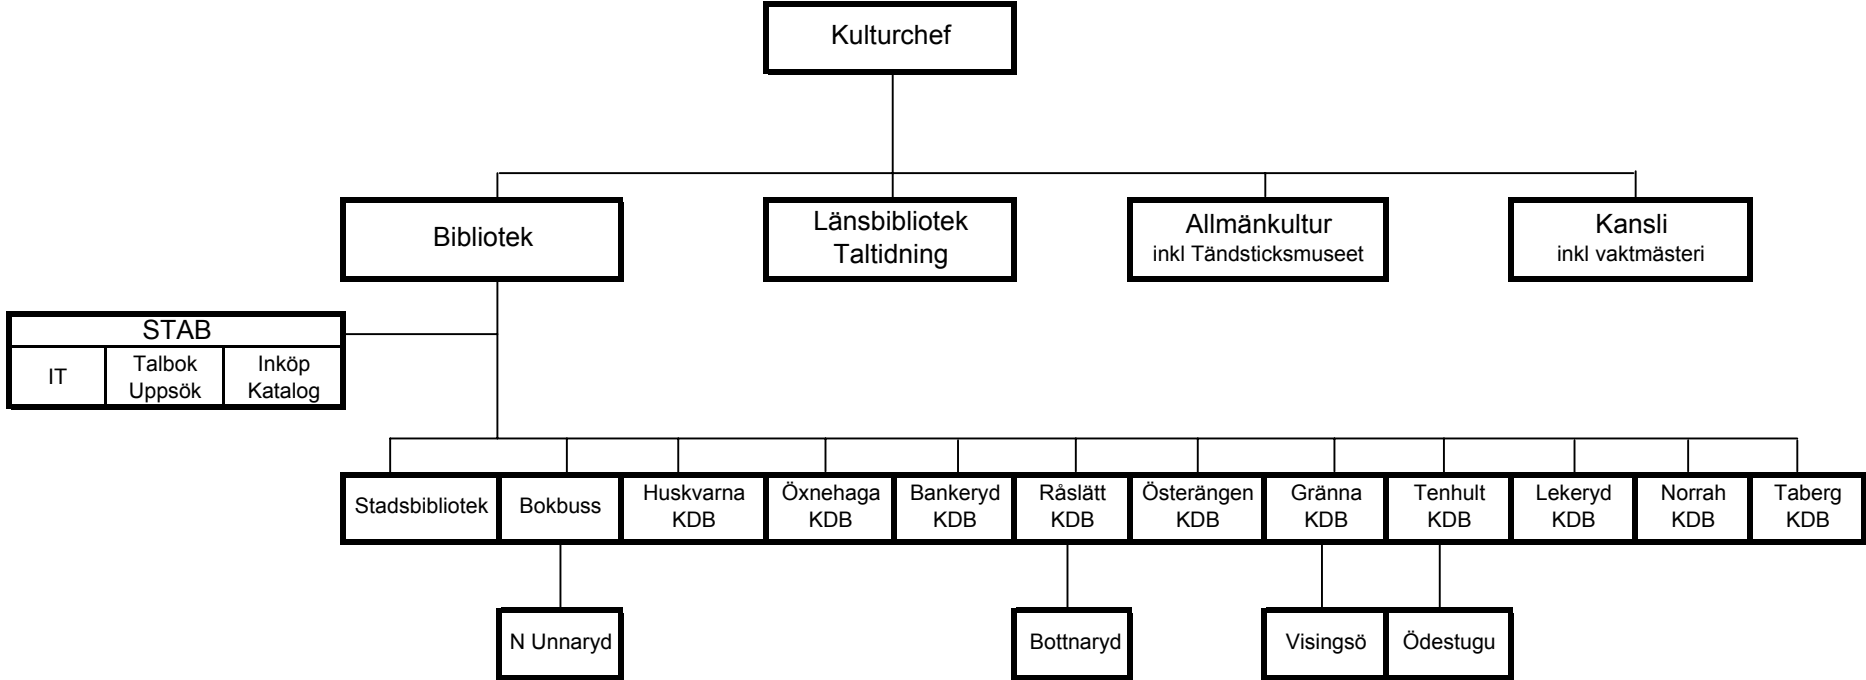 Kulturchef
Bibliotek
Länsbibliotek
Taltidning
Allmänkultur
inkl Tändsticksmuseet
Kansli
inkl vaktmästeri
STAB
IT
Talbok
Uppsök
Inköp
Katalog
Stadsbibliotek
Bokbuss
Huskvarna
KDB
Öxnehaga
KDB
Bankeryd
KDB
Råslätt
KDB
Österängen
KDB
Gränna
KDB
Tenhult
KDB
Lekeryd
KDB
Norrah
KDB
Taberg
KDB
N Unnaryd
Bottnaryd
Visingsö
Ödestugu